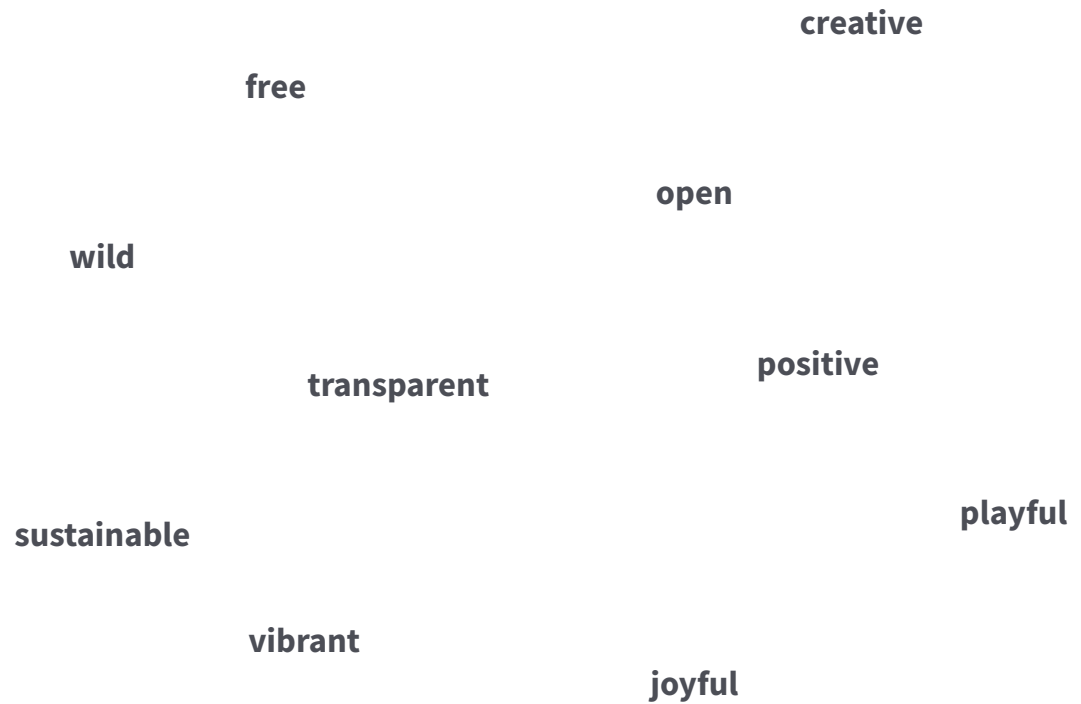 creative
free
open
wild
positive
transparent
playful
sustainable
vibrant
joyful